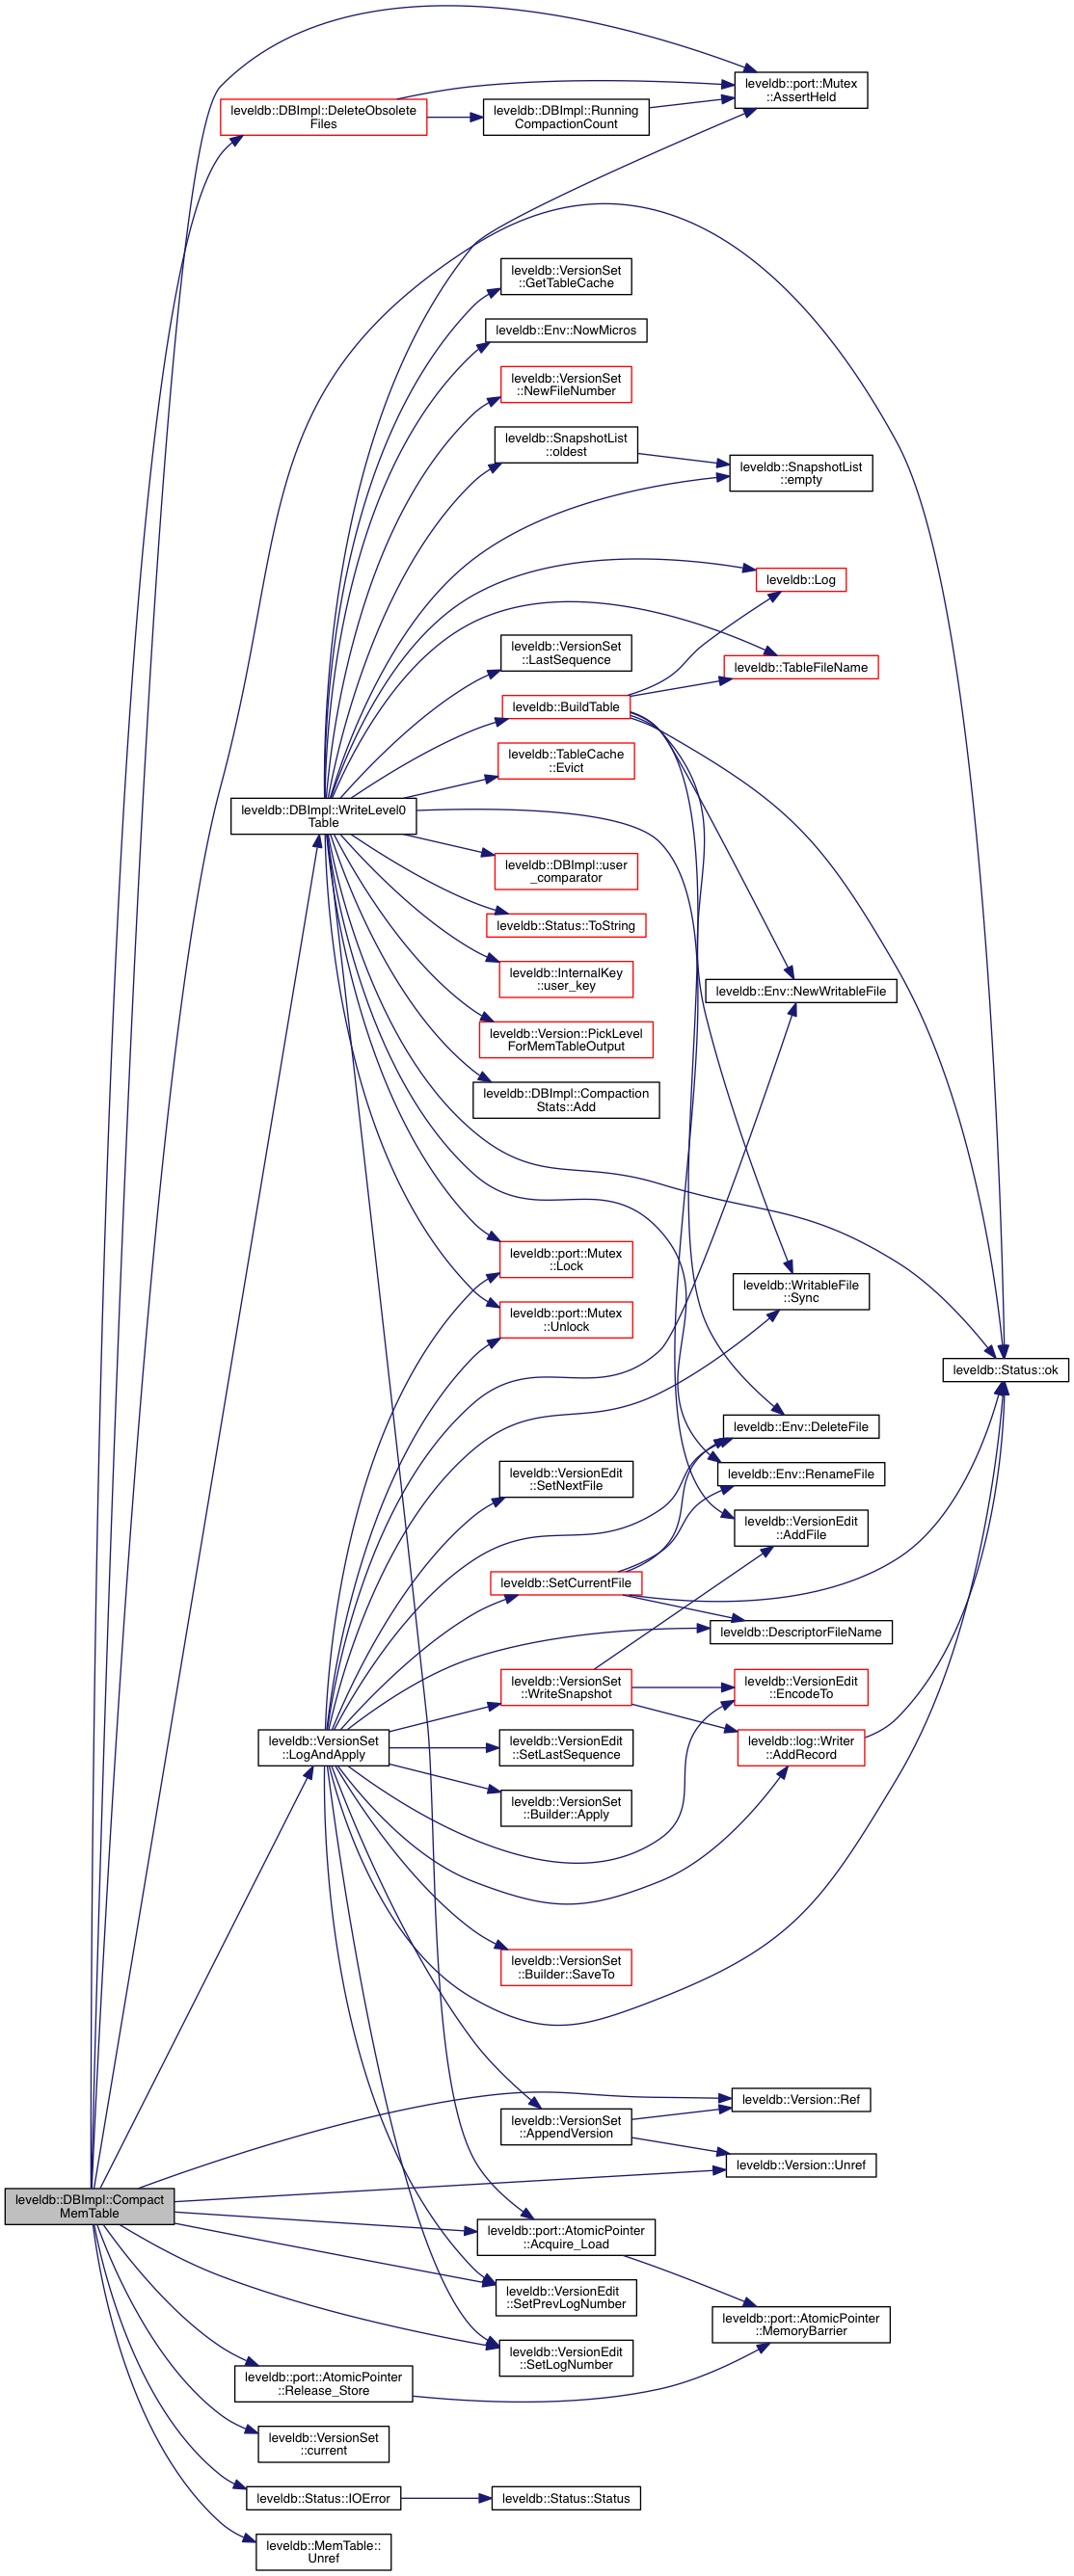 leveldb::port::Mutex
::AssertHeld
leveldb::DBImpl::DeleteObsolete
Files
leveldb::DBImpl::Running
CompactionCount
leveldb::VersionSet
::GetTableCache
leveldb::Env::NowMicros
leveldb::VersionSet
::NewFileNumber
leveldb::SnapshotList
::oldest
leveldb::SnapshotList
::empty
leveldb::Log
leveldb::VersionSet
::LastSequence
leveldb::TableFileName
leveldb::BuildTable
leveldb::TableCache
::Evict
leveldb::DBImpl::WriteLevel0
Table
leveldb::DBImpl::user
_comparator
leveldb::Status::ToString
leveldb::InternalKey
::user_key
leveldb::Env::NewWritableFile
leveldb::Version::PickLevel
ForMemTableOutput
leveldb::DBImpl::Compaction
Stats::Add
leveldb::port::Mutex
::Lock
leveldb::WritableFile
::Sync
leveldb::port::Mutex
::Unlock
leveldb::Status::ok
leveldb::Env::DeleteFile
leveldb::Env::RenameFile
leveldb::VersionEdit
::SetNextFile
leveldb::VersionEdit
::AddFile
leveldb::SetCurrentFile
leveldb::DescriptorFileName
leveldb::VersionSet
::WriteSnapshot
leveldb::VersionEdit
::EncodeTo
leveldb::VersionSet
::LogAndApply
leveldb::VersionEdit
::SetLastSequence
leveldb::log::Writer
::AddRecord
leveldb::VersionSet
::Builder::Apply
leveldb::VersionSet
::Builder::SaveTo
leveldb::Version::Ref
leveldb::VersionSet
::AppendVersion
leveldb::Version::Unref
leveldb::DBImpl::Compact
MemTable
leveldb::port::AtomicPointer
::Acquire_Load
leveldb::VersionEdit
::SetPrevLogNumber
leveldb::port::AtomicPointer
::MemoryBarrier
leveldb::VersionEdit
::SetLogNumber
leveldb::port::AtomicPointer
::Release_Store
leveldb::VersionSet
::current
leveldb::Status::IOError
leveldb::Status::Status
leveldb::MemTable::
Unref